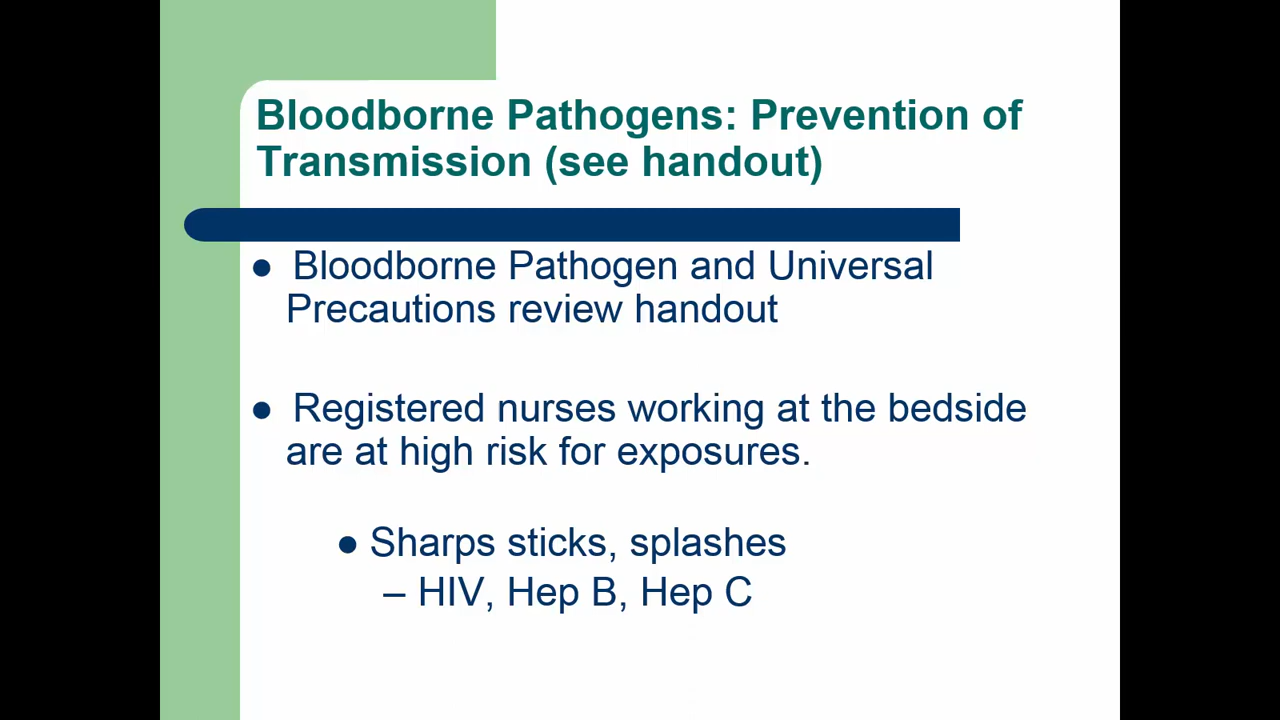 Bloodborne Pathogens: Prevention of
Transmission (see handout)
● Bloodborne Pathogen and Universal
Precautions review handout
● Registered nurses working at the bedside
are at high risk for exposures.
● Sharps sticks, splashes
– HIV, Hep B, Hep C